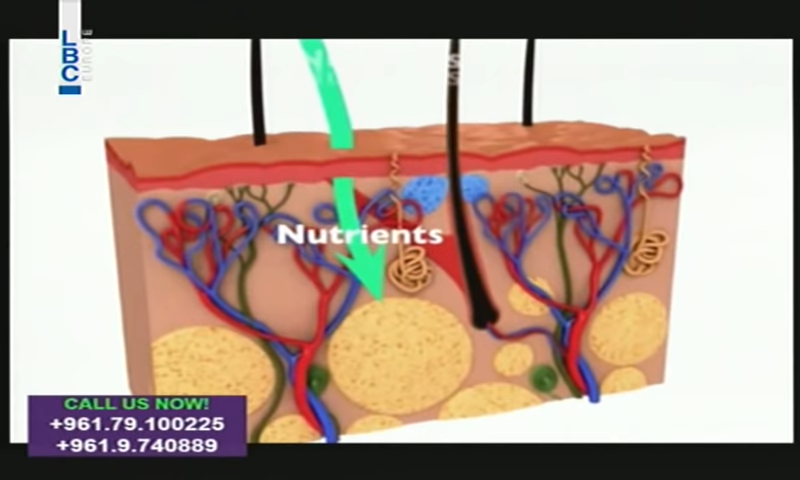 LBC
EUROPE
Nutrients
CALL US NOW!
+961.79.100225
+961.9.740889